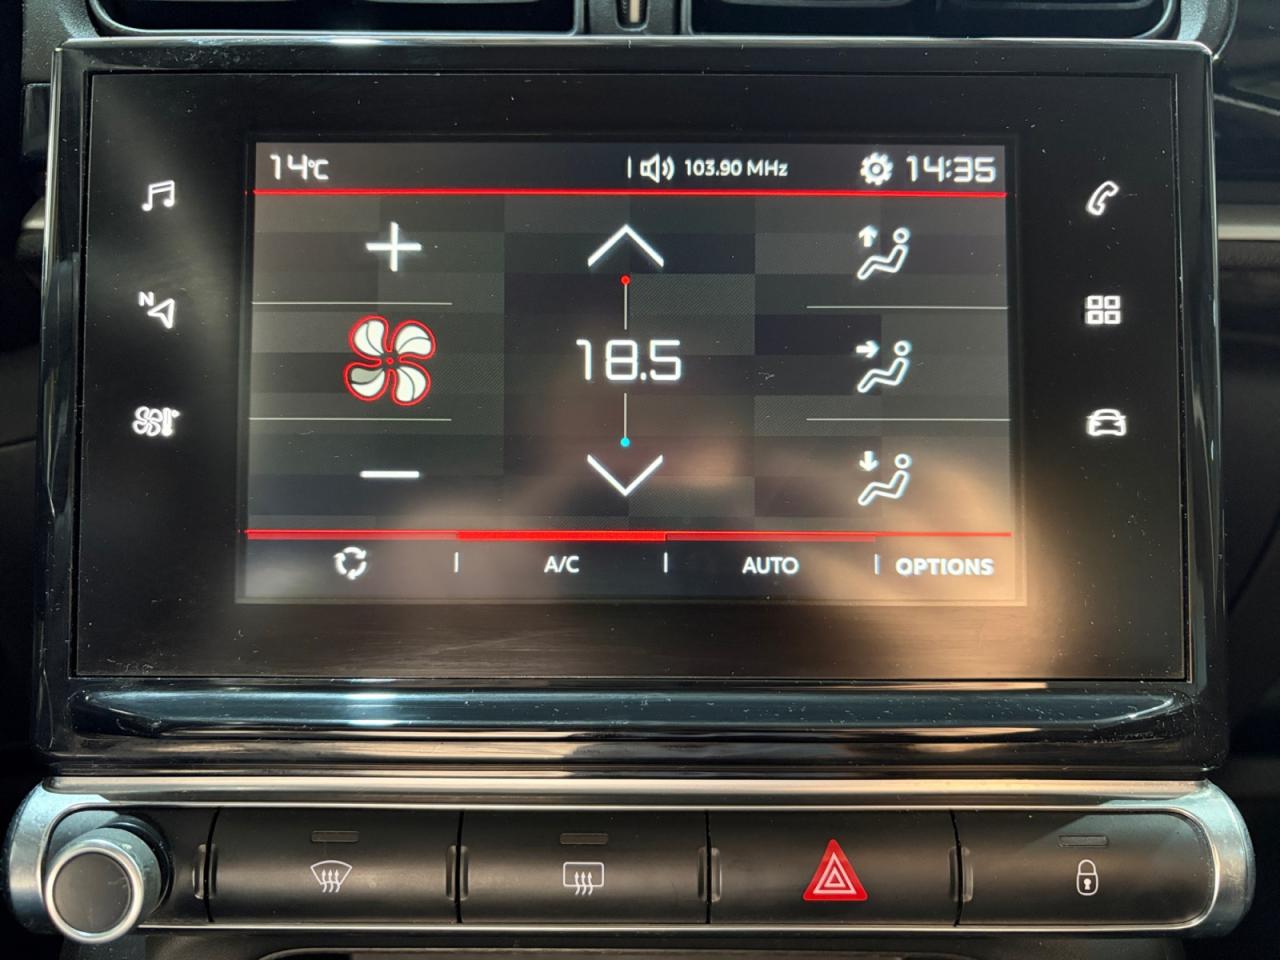 14°C 103.90 MHz 14:35
N
18.5
A/C AUTO OPTIONS